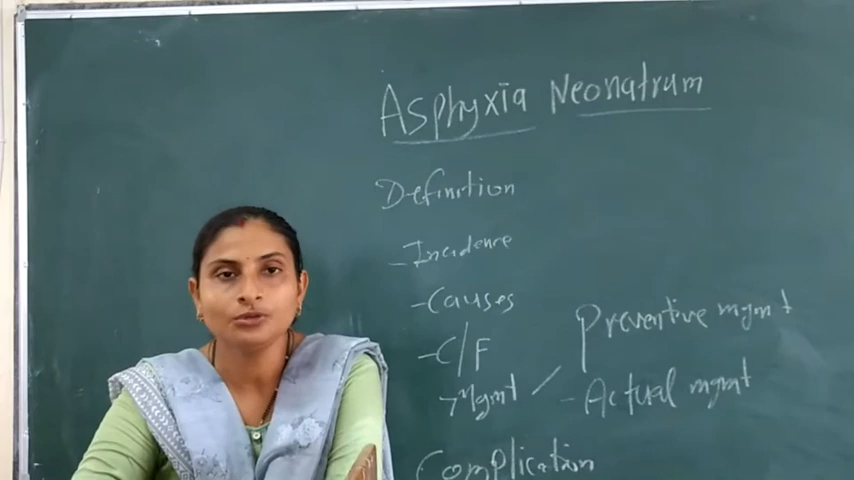 Asphyxia Neonatrum
Definition
- Incidence
- Causes
- C/F
Preventive mgmt
→ Mgmt / - Actual mgmt
Complication